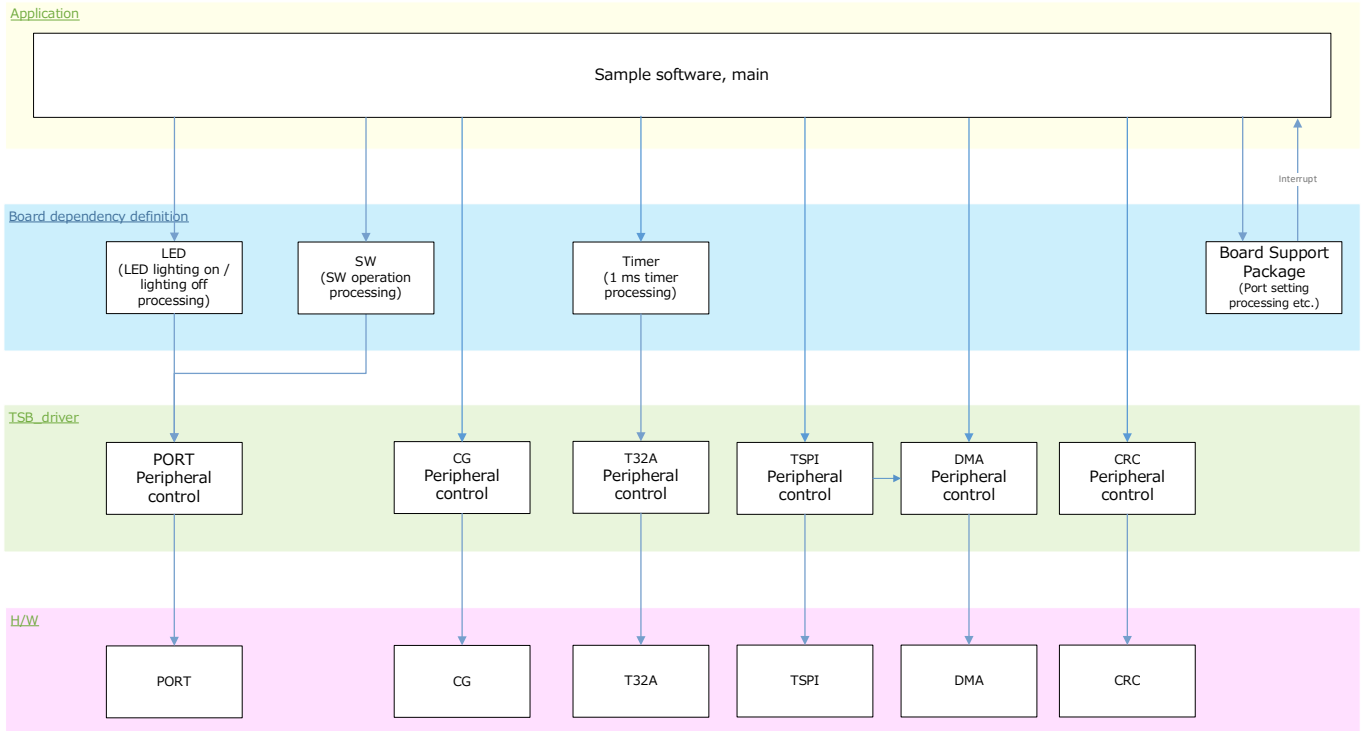 Application
Sample software, main
Interrupt
Board dependency definition
LED
(LED lighting on /
lighting off
processing)
SW
(SW operation
processing)
Timer
(1 ms timer
processing)
Board Support
Package
(Port setting
processing etc.)
TSB_driver
PORT
Peripheral
control
CG
Peripheral
control
T32A
Peripheral
control
TSPI
Peripheral
control
DMA
Peripheral
control
CRC
Peripheral
control
H/W
PORT
CG
T32A
TSPI
DMA
CRC